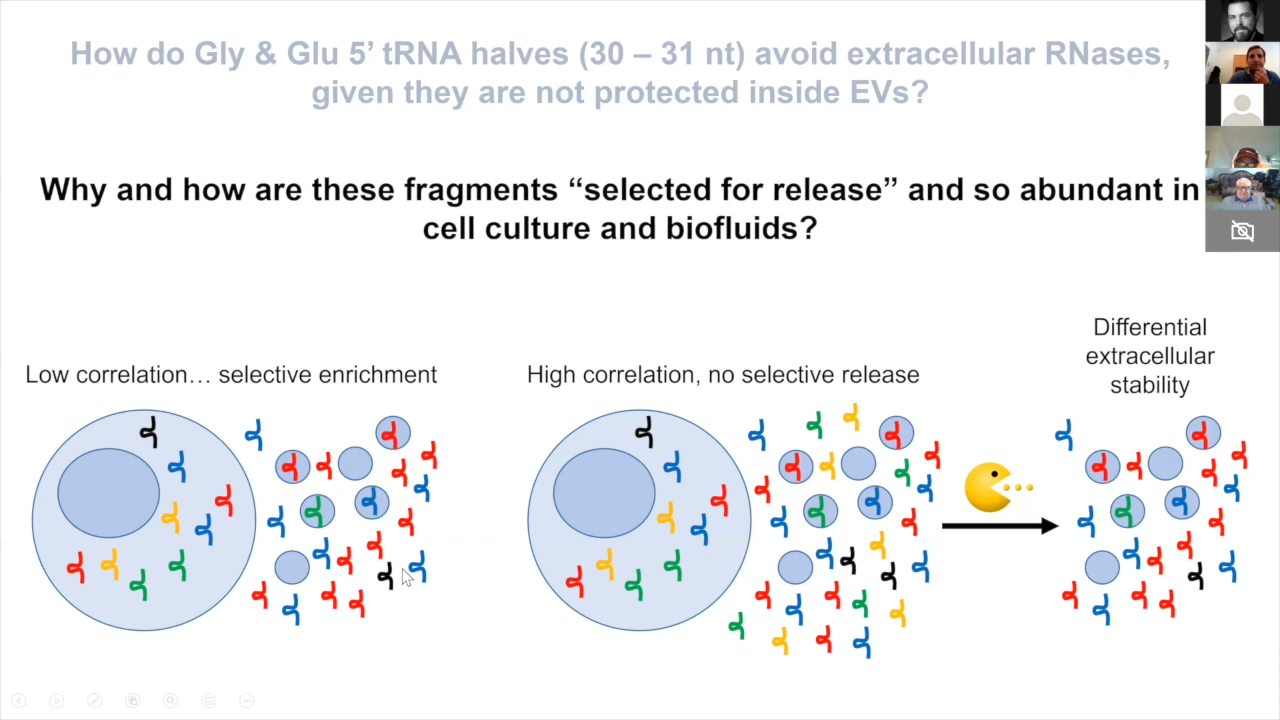 How do Gly & Glu 5’ tRNA halves (30 – 31 nt) avoid extracellular RNases,
given they are not protected inside EVs?
Why and how are these fragments “selected for release” and so abundant in
cell culture and biofluids?
Low correlation… selective enrichment
High correlation, no selective release
Differential
extracellular
stability